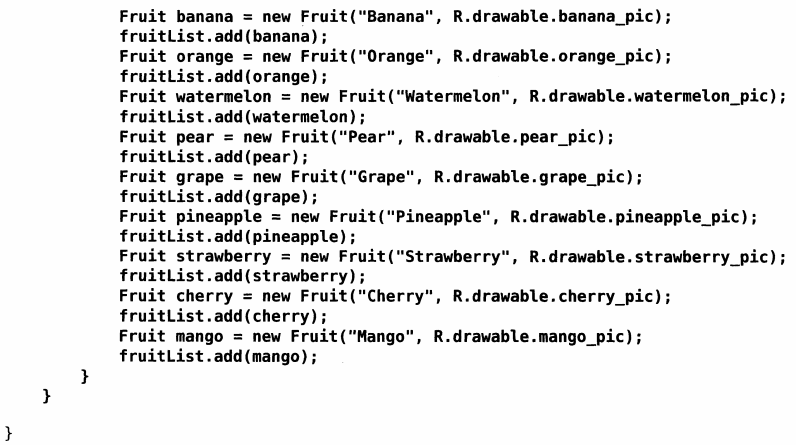 Fruit banana = new Fruit("Banana", R.drawable.banana_pic);
fruitList.add(banana);
Fruit orange = new Fruit("Orange", R.drawable.orange_pic);
fruitList.add(orange);
Fruit watermelon = new Fruit("Watermelon", R.drawable.watermelon_pic);
fruitList.add(watermelon);
Fruit pear = new Fruit("Pear", R.drawable.pear_pic);
fruitList.add(pear);
Fruit grape = new Fruit("Grape", R.drawable.grape_pic);
fruitList.add(grape);
Fruit pineapple = new Fruit("Pineapple", R.drawable.pineapple_pic);
fruitList.add(pineapple);
Fruit strawberry = new Fruit("Strawberry", R.drawable.strawberry_pic);
fruitList.add(strawberry);
Fruit cherry = new Fruit("Cherry", R.drawable.cherry_pic);
fruitList.add(cherry);
Fruit mango = new Fruit("Mango", R.drawable.mango_pic);
fruitList.add(mango);
}
}
}